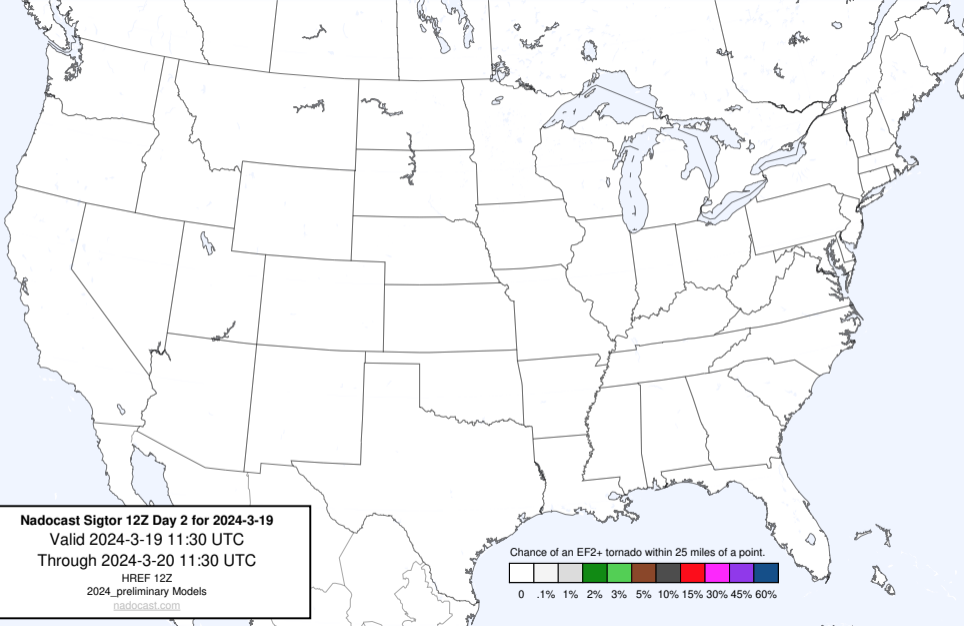 Nadocast Sigtor 12Z Day 2 for 2024-3-19
Valid 2024-3-19 11:30 UTC
Through 2024-3-20 11:30 UTC
HREF 12Z
2024_preliminary Models
nadocast.com
Chance of an EF2+ tornado within 25 miles of a point.
0 .1% 1% 2% 3% 5% 10% 15% 30% 45% 60%